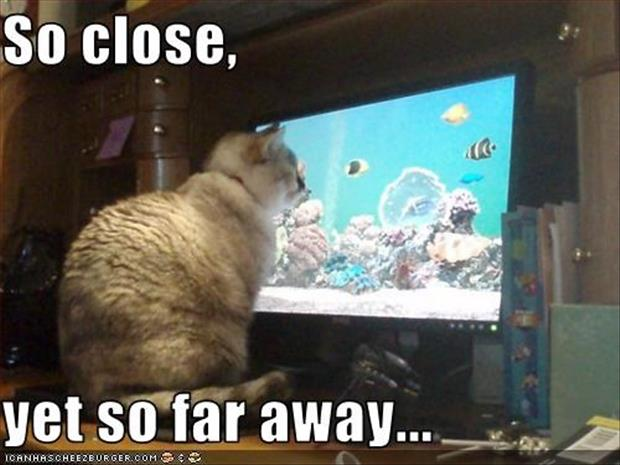 So close,
yet so far away...
ICANHASCHEEZBURGER.COM